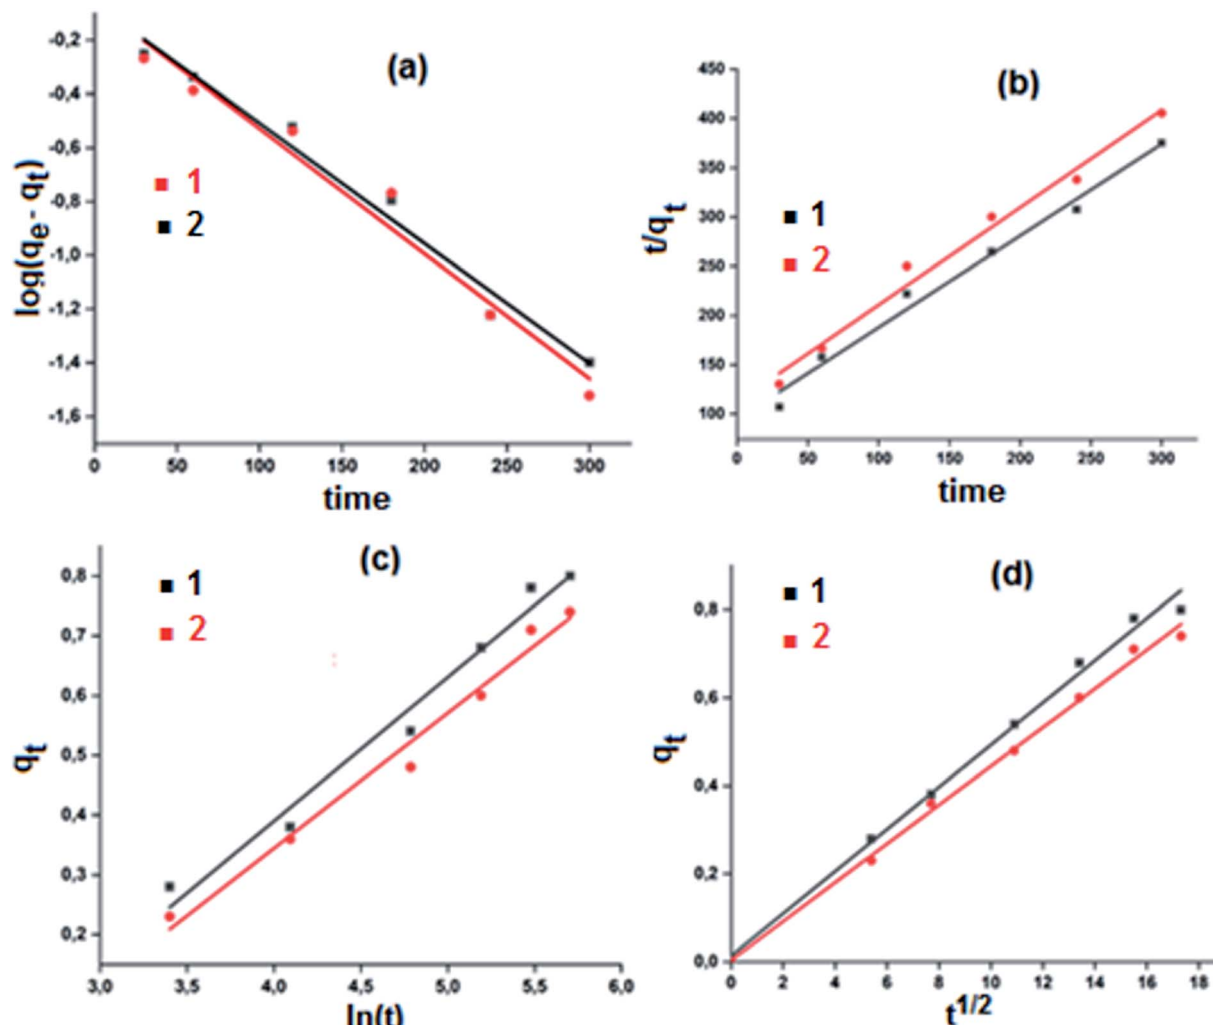 (a)
-0,2
-0,4
-0,6
-0,8
-1,0
-1,2
-1,4
-1,6
log(qe - qt)
1
2
0 50 100 150 200 250 300
time
(b)
450
400
350
300
250
200
150
100
t/qt
1
2
0 50 100 150 200 250 300
time
(c)
0,8
0,7
0,6
0,5
0,4
0,3
0,2
qt
1
2
3,0 3,5 4,0 4,5 5,0 5,5 6,0
ln(t)
(d)
0,8
0,6
0,4
0,2
0,0
qt
1
2
0 2 4 6 8 10 12 14 16 18
t1/2